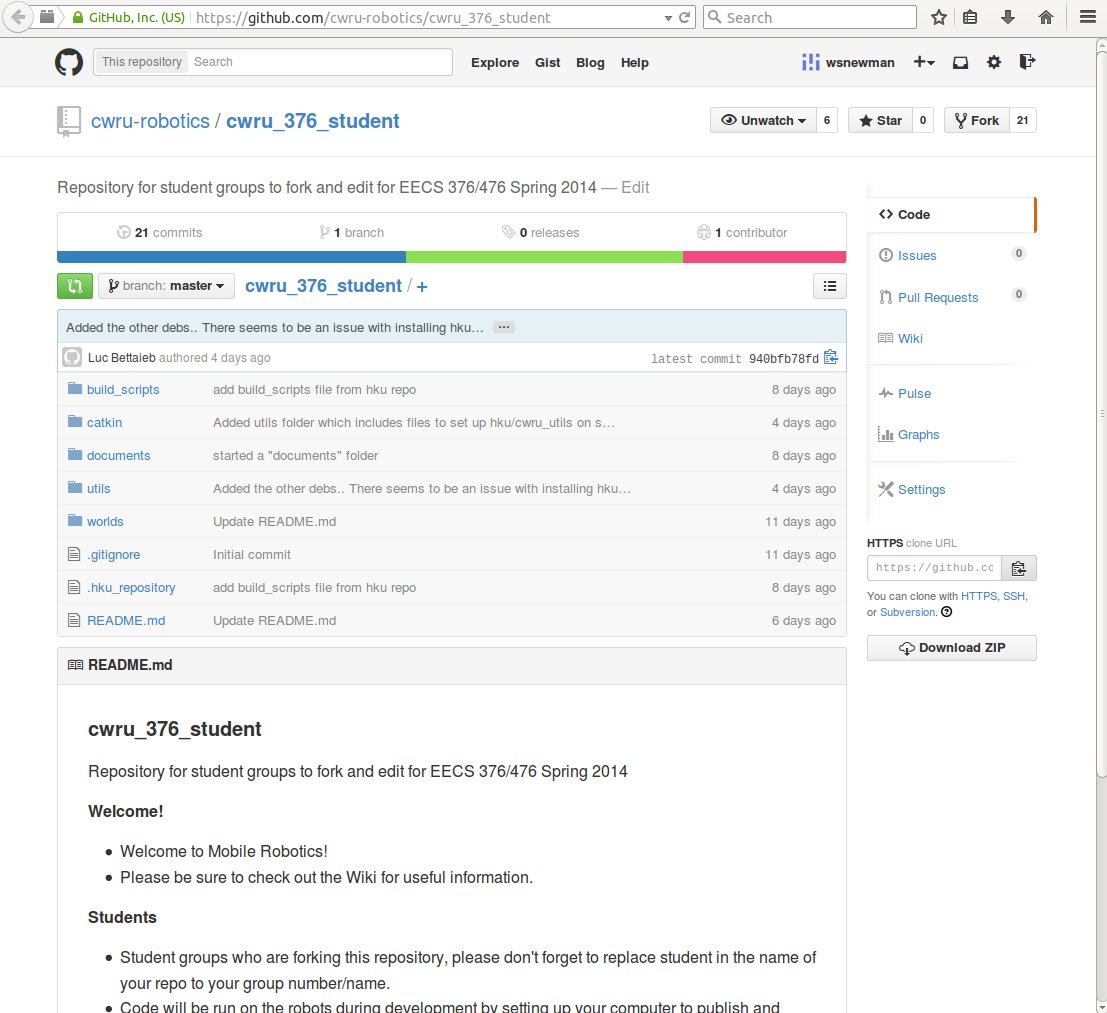 GitHub, Inc. (US) https://github.com/cwru-robotics/cwru_376_student Search
This repository Search Explore Gist Blog Help wsnewman
cwru-robotics / cwru_376_student Unwatch 6 Star 0 Fork 21
Repository for student groups to fork and edit for EECS 376/476 Spring 2014 — Edit
21 commits 1 branch 0 releases 1 contributor
branch: master cwru_376_student / +
Added the other debs.. There seems to be an issue with installing hku… …
Luc Bettaieb authored 4 days ago latest commit 940bfb78fd
build_scripts add build_scripts file from hku repo 8 days ago
catkin Added utils folder which includes files to set up hku/cwru_utils on s… 4 days ago
documents started a "documents" folder 8 days ago
utils Added the other debs.. There seems to be an issue with installing hku… 4 days ago
worlds Update README.md 11 days ago
.gitignore Initial commit 11 days ago
.hku_repository add build_scripts file from hku repo 8 days ago
README.md Update README.md 6 days ago
README.md
cwru_376_student
Repository for student groups to fork and edit for EECS 376/476 Spring 2014
Welcome!
• Welcome to Mobile Robotics!
• Please be sure to check out the Wiki for useful information.
Students
• Student groups who are forking this repository, please don't forget to replace student in the name of
your repo to your group number/name.
• Code will be run on the robots during development by setting up your computer to publish and
Code
Issues 0
Pull Requests 0
Wiki
Pulse
Graphs
Settings
HTTPS clone URL
https://github.cc
You can clone with HTTPS, SSH,
or Subversion.
Download ZIP